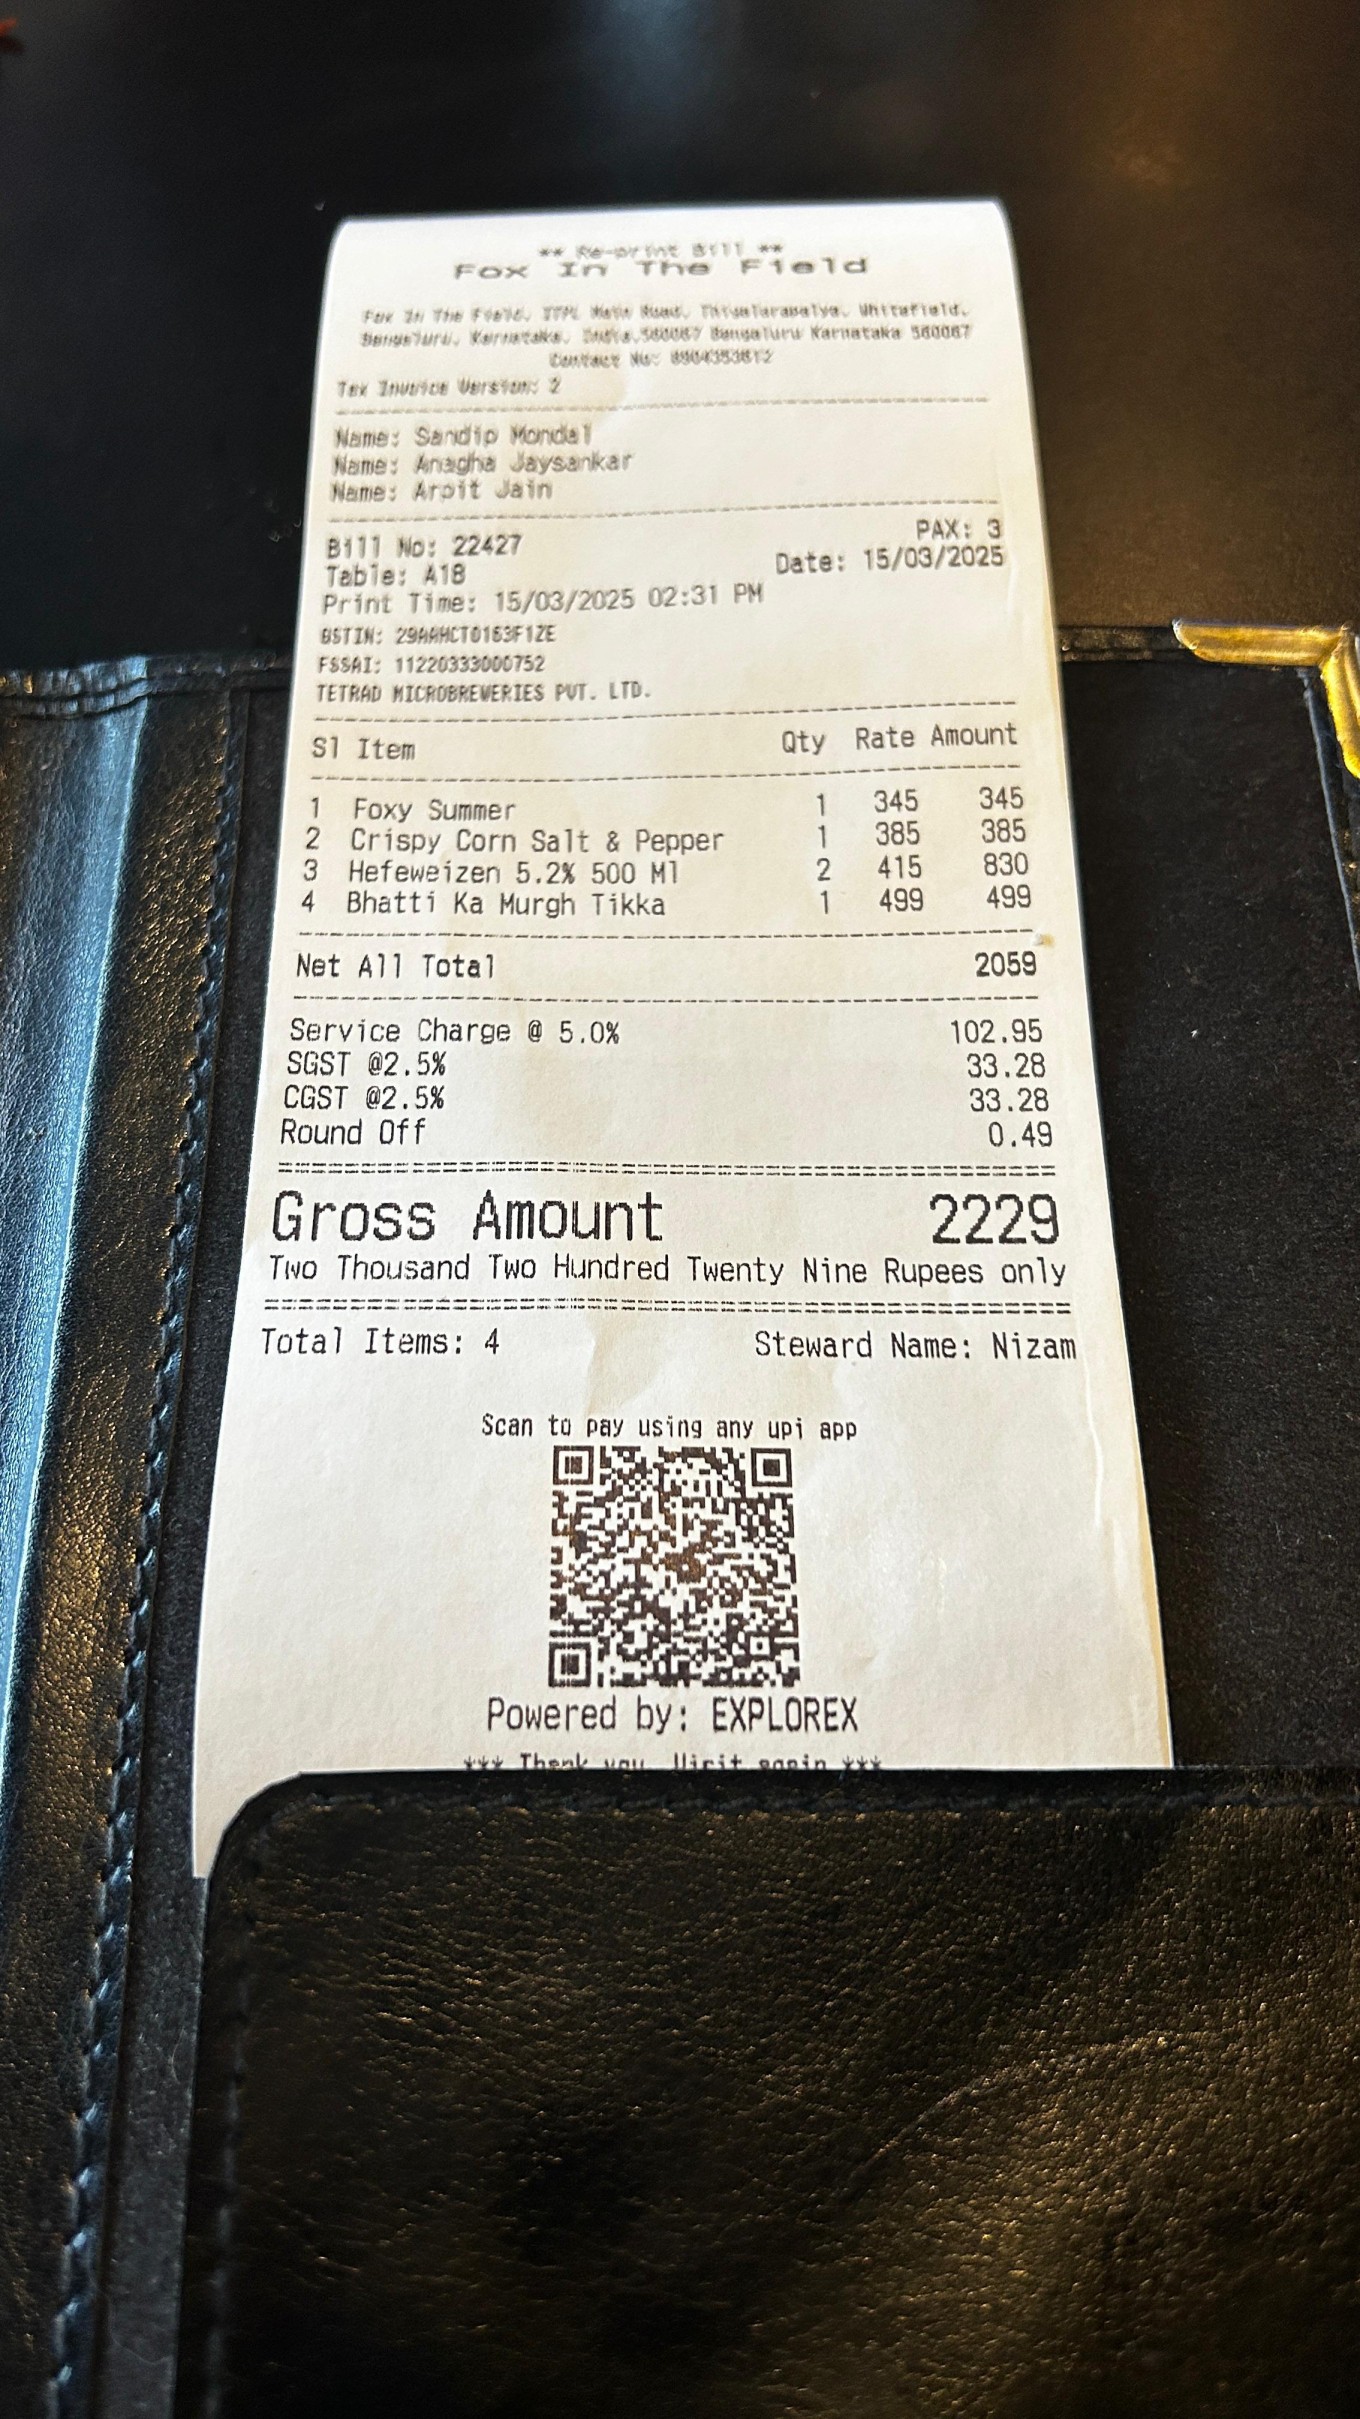 ** Re-print Bill **
Fox In The Field
Fox In The Field, ITPL Main Road, Thigalarapalya, Whitefield,
Bengaluru, Karnataka, India,560067 Bengaluru Karnataka 560067
Contact No: 8904353612
Tax Invoice Version: 2
Name: Sandip Mondal
Name: Anagha Jaysankar
Name: Arpit Jain
PAX: 3
Bill No: 22427
Date: 15/03/2025
Table: A18
Print Time: 15/03/2025 02:31 PM
GSTIN: 29AAHCT0163F1ZE
FSSAI: 11220333000752
TETRAD MICROBREWERIES PVT. LTD.
Sl Item Qty Rate Amount
1 Foxy Summer 1 345 345
2 Crispy Corn Salt & Pepper 1 385 385
3 Hefeweizen 5.2% 500 Ml 2 415 830
4 Bhatti Ka Murgh Tikka 1 499 499
Net All Total 2059
Service Charge @ 5.0% 102.95
SGST @2.5% 33.28
CGST @2.5% 33.28
Round Off 0.49
Gross Amount 2229
Two Thousand Two Hundred Twenty Nine Rupees only
Total Items: 4 Steward Name: Nizam
Scan to pay using any upi app
Powered by: EXPLOREX
*** Thank you, Visit again ***